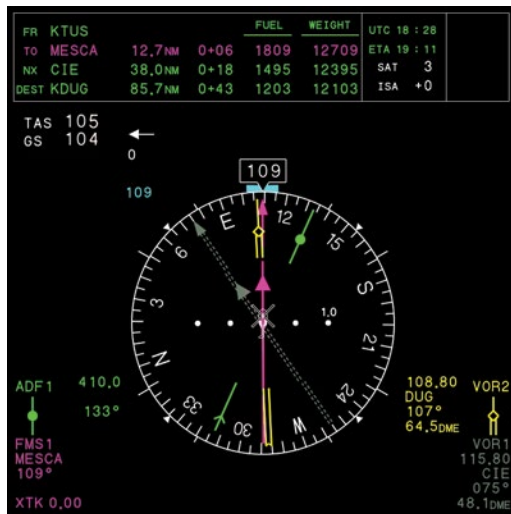 FUEL WEIGHT
FR KTUS
TO MESCA 12.7NM 0+06 1809 12709
NX CIE 38.0NM 0+18 1495 12395
DEST KDUG 85.7NM 0+43 1203 12103
UTC 18:28
ETA 19:11
SAT 3
ISA +0
TAS 105
GS 104
0
109
109
E
12
15
S
21
24
W
30
33
N
3
6
1.0
ADF1 410.0
133°
FMS1
MESCA
109°
XTK 0.00
108.80 VOR2
DUG
107°
64.5DME
VOR1
115.80
CIE
075°
48.1DME